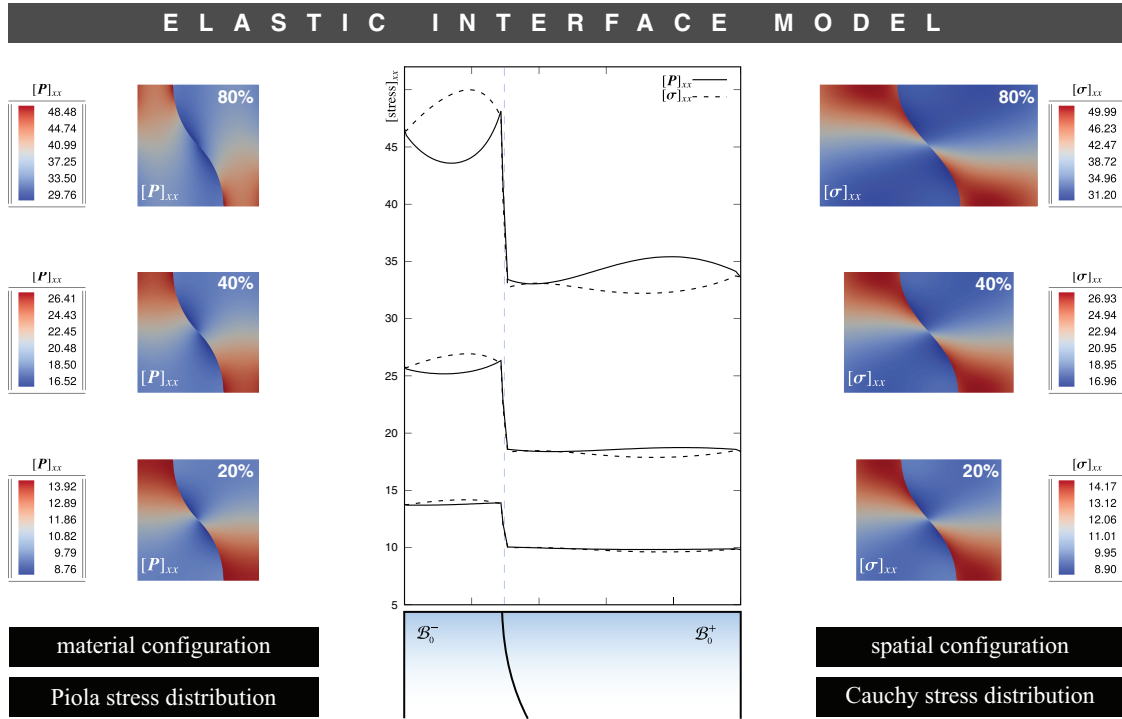 ELASTIC INTERFACE MODEL
[P]xx
48.48
44.74
40.99
37.25
33.50
29.76
80%
[P]xx
[P]xx
26.41
24.43
22.45
20.48
18.50
16.52
40%
[P]xx
[P]xx
13.92
12.89
11.86
10.82
9.79
8.76
20%
[P]xx
material configuration
Piola stress distribution
[stress]xx
[P]xx
[σ]xx
45
40
35
30
25
20
15
10
5
ℬ₀⁻
ℬ₀⁺
80%
[σ]xx
[σ]xx
49.99
46.23
42.47
38.72
34.96
31.20
40%
[σ]xx
[σ]xx
26.93
24.94
22.94
20.95
18.95
16.96
20%
[σ]xx
[σ]xx
14.17
13.12
12.06
11.01
9.95
8.90
spatial configuration
Cauchy stress distribution